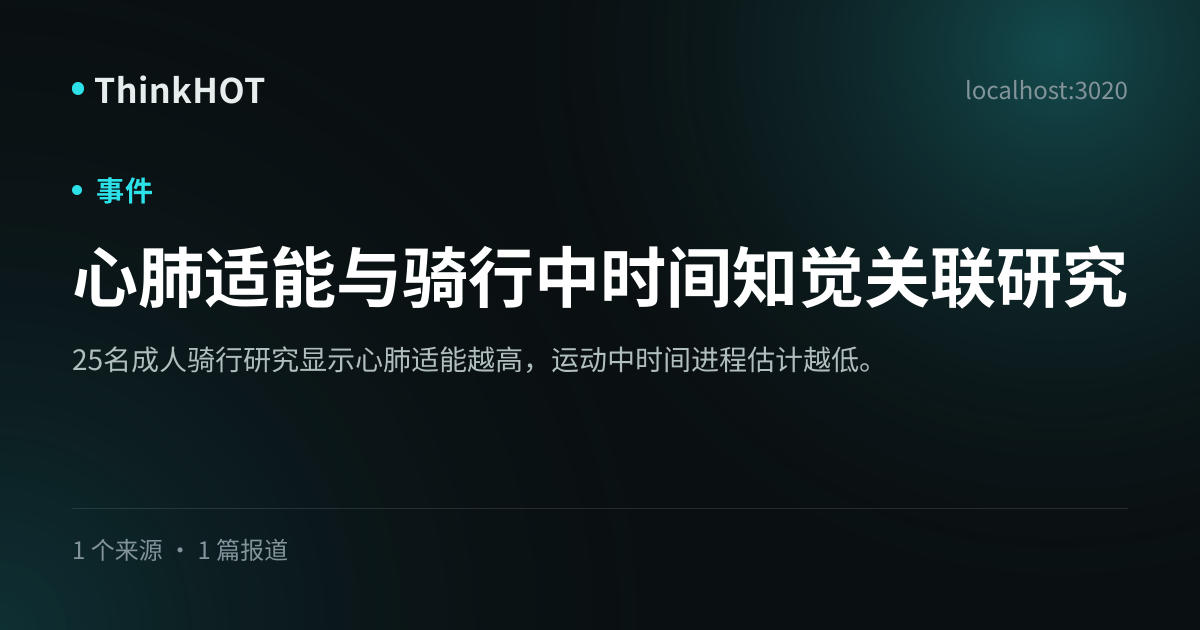 ThinkHOT
localhost:3020
事件
心肺适能与骑行中时间知觉关联研究
25名成人骑行研究显示心肺适能越高，运动中时间进程估计越低。
1 个来源 · 1 篇报道